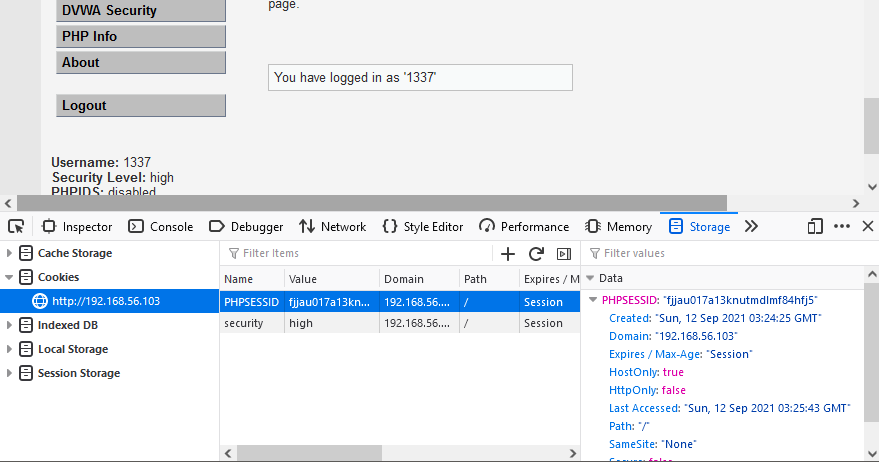 page.
DVWA Security
PHP Info
About
You have logged in as '1337'
Logout
Username: 1337
Security Level: high
PHPIDS: disabled
Inspector Console Debugger Network Style Editor Performance Memory Storage
Cache Storage
Cookies
http://192.168.56.103
Indexed DB
Local Storage
Session Storage
Filter Items
Name Value Domain Path Expires / M
PHPSESSID fjjau017a13kn... 192.168.56.... / Session
security high 192.168.56.... / Session
Filter values
Data
PHPSESSID: "fjjau017a13knutmdlmf84hfj5"
Created: "Sun, 12 Sep 2021 03:24:25 GMT"
Domain: "192.168.56.103"
Expires / Max-Age: "Session"
HostOnly: true
HttpOnly: false
Last Accessed: "Sun, 12 Sep 2021 03:25:43 GMT"
Path: "/"
SameSite: "None"
Secure: false